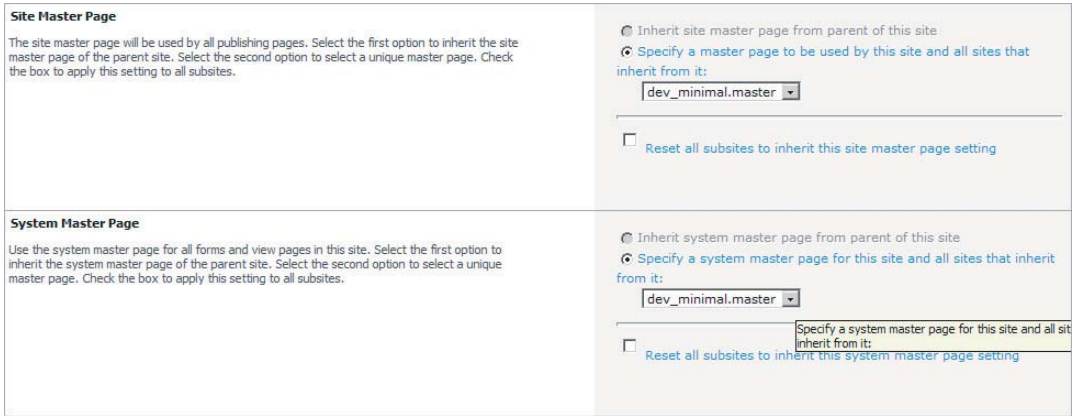 Site Master Page
The site master page will be used by all publishing pages. Select the first option to inherit the site
master page of the parent site. Select the second option to select a unique master page. Check
the box to apply this setting to all subsites.
Inherit site master page from parent of this site
Specify a master page to be used by this site and all sites that
inherit from it:
dev_minimal.master
Reset all subsites to inherit this site master page setting
System Master Page
Use the system master page for all forms and view pages in this site. Select the first option to
inherit the system master page of the parent site. Select the second option to select a unique
master page. Check the box to apply this setting to all subsites.
Inherit system master page from parent of this site
Specify a system master page for this site and all sites that inherit
from it:
dev_minimal.master
Specify a system master page for this site and all sit
inherit from it:
Reset all subsites to inherit this system master page setting